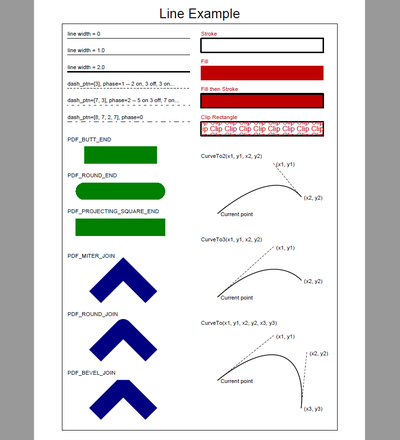 Line Example
line width = 0
line width = 1.0
line width = 2.0
dash_ptn=[3], phase=1 -- 2 on, 3 off, 3 on...
dash_ptn=[7, 3], phase=2 -- 5 on 3 off, 7 on...
dash_ptn=[8, 7, 2, 7], phase=0
PDF_BUTT_END
PDF_ROUND_END
PDF_PROJECTING_SQUARE_END
PDF_MITER_JOIN
PDF_ROUND_JOIN
PDF_BEVEL_JOIN
Stroke
Fill
Fill then Stroke
Clip Rectangle
ip Clip Clip Clip Clip Clip Clip Clip
CurveTo2(x1, y1, x2, y2)
(x1, y1)
(x2, y2)
Current point
CurveTo3(x1, y1, x2, y2)
(x1, y1)
(x2, y2)
Current point
CurveTo(x1, y1, x2, y2, x3, y3)
(x1, y1)
(x2, y2)
Current point
(x3, y3)